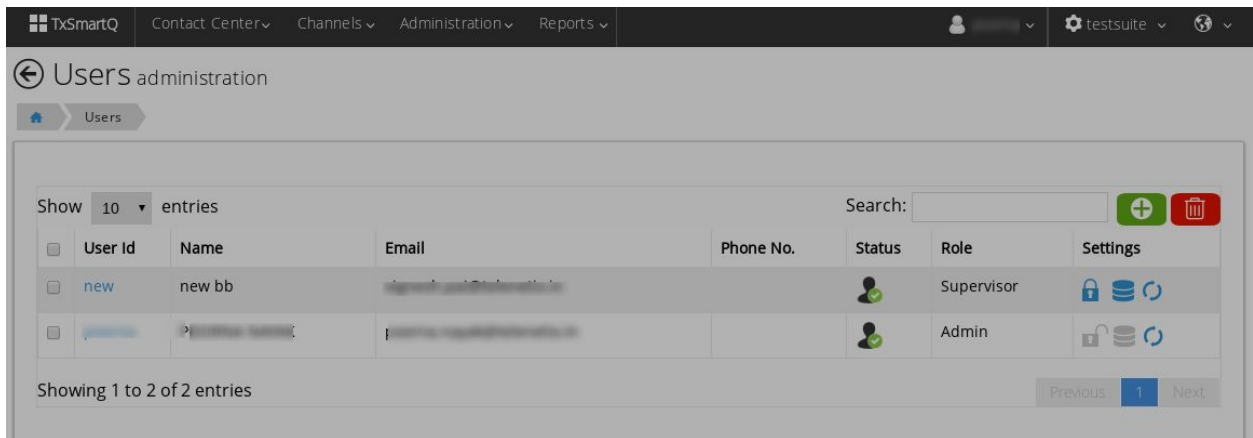 TxSmartQ Contact Center Channels Administration Reports testsuite
Users administration
Users
Show 10 entries Search:
User Id Name Email Phone No. Status Role Settings
new new bb Supervisor
Admin
Showing 1 to 2 of 2 entries Previous 1 Next